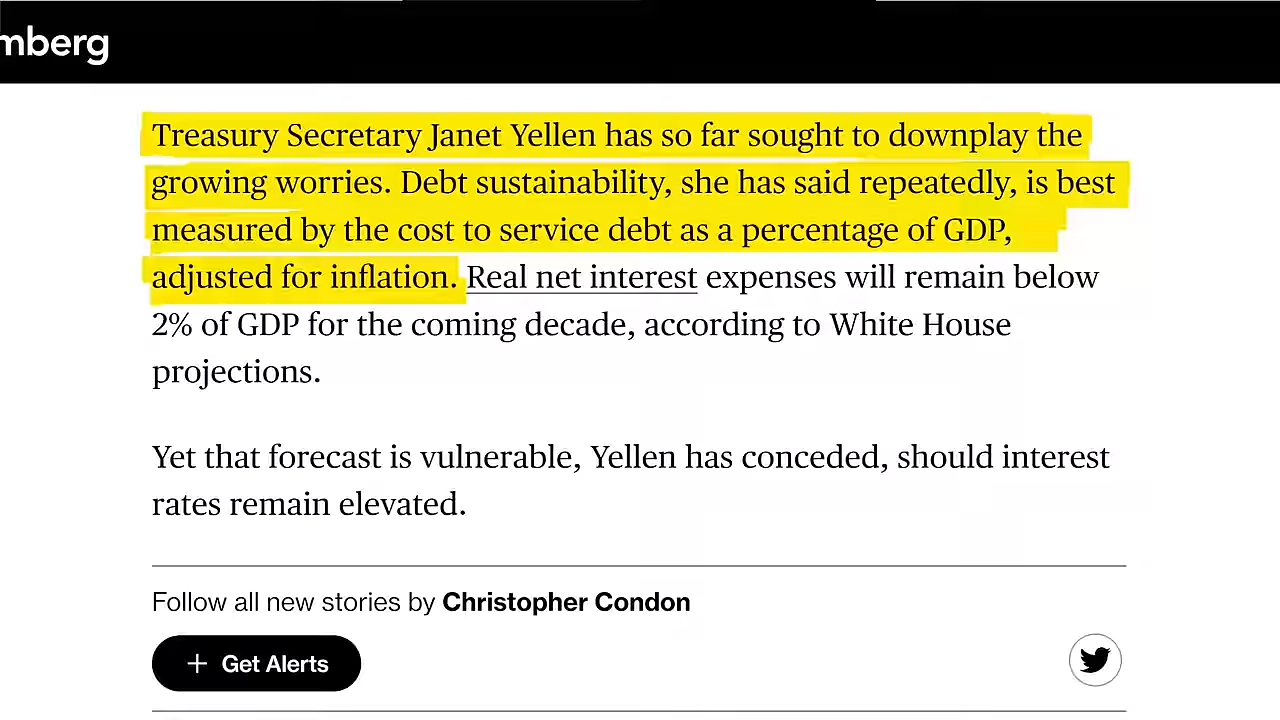 mberg
Treasury Secretary Janet Yellen has so far sought to downplay the
growing worries. Debt sustainability, she has said repeatedly, is best
measured by the cost to service debt as a percentage of GDP,
adjusted for inflation. Real net interest expenses will remain below
2% of GDP for the coming decade, according to White House
projections.
Yet that forecast is vulnerable, Yellen has conceded, should interest
rates remain elevated.
Follow all new stories by Christopher Condon
+ Get Alerts